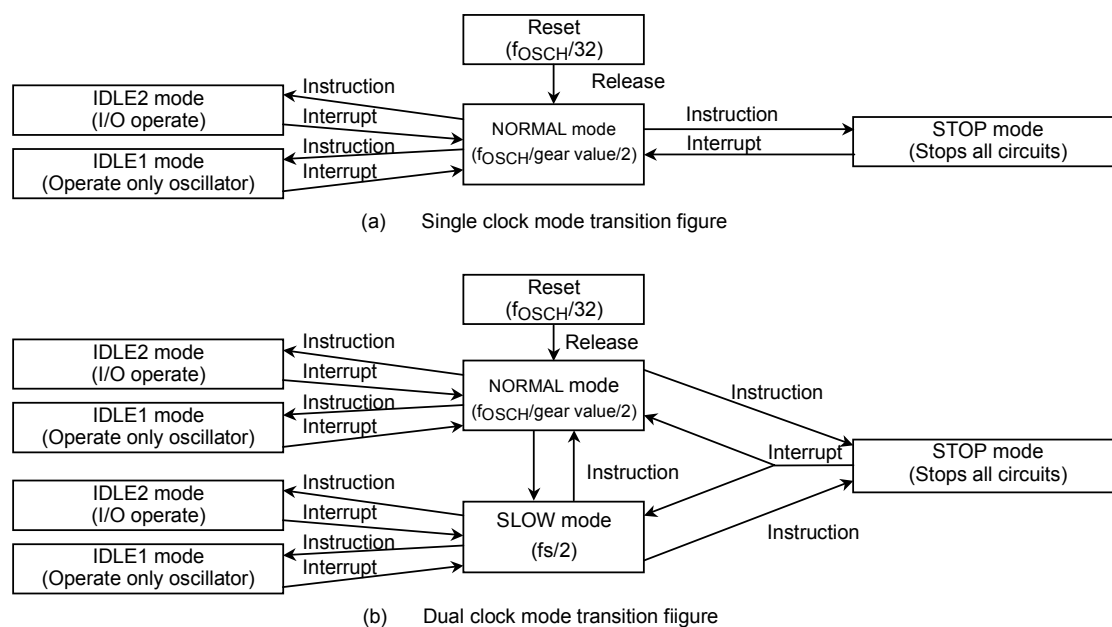 Reset
(fOSCH/32)
Release
Instruction
IDLE2 mode
(I/O operate)
Interrupt
Instruction
IDLE1 mode
(Operate only oscillator)
Interrupt
NORMAL mode
(fOSCH/gear value/2)
Instruction
Interrupt
STOP mode
(Stops all circuits)
(a) Single clock mode transition figure
Reset
(fOSCH/32)
Release
Instruction
IDLE2 mode
(I/O operate)
Interrupt
Instruction
IDLE1 mode
(Operate only oscillator)
Interrupt
NORMAL mode
(fOSCH/gear value/2)
Instruction
Interrupt
STOP mode
(Stops all circuits)
Instruction
Instruction
IDLE2 mode
(I/O operate)
Interrupt
Instruction
IDLE1 mode
(Operate only oscillator)
Interrupt
SLOW mode
(fs/2)
Instruction
(b) Dual clock mode transition fiigure